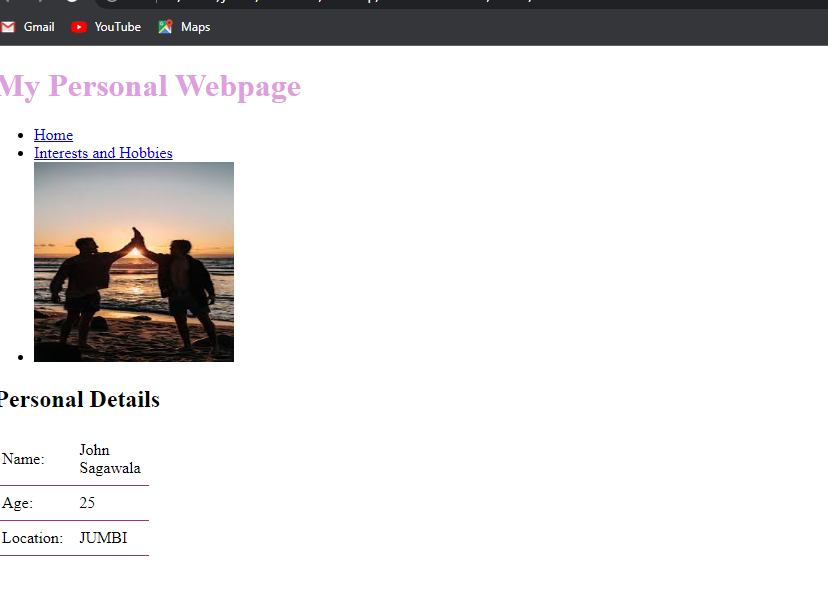 Gmail YouTube Maps
My Personal Webpage
Home
Interests and Hobbies
Personal Details
Name: John
Sagawala
Age: 25
Location: JUMBI